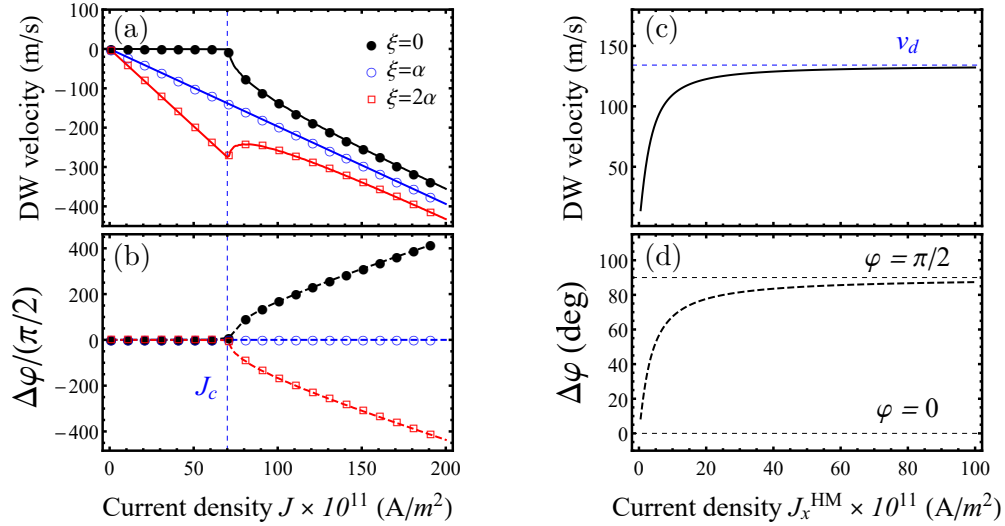 (a)
DW velocity (m/s)
100
0
−100
−200
−300
−400
ξ=0
ξ=α
ξ=2α
(b)
Δφ/(π/2)
400
200
0
−200
−400
J_c
0 50 100 150 200
Current density J × 10^11 (A/m^2)
(c)
DW velocity (m/s)
150
100
50
v_d
(d)
Δφ (deg)
100
80
60
40
20
0
φ = π/2
φ = 0
0 20 40 60 80 100
Current density J_x^HM × 10^11 (A/m^2)